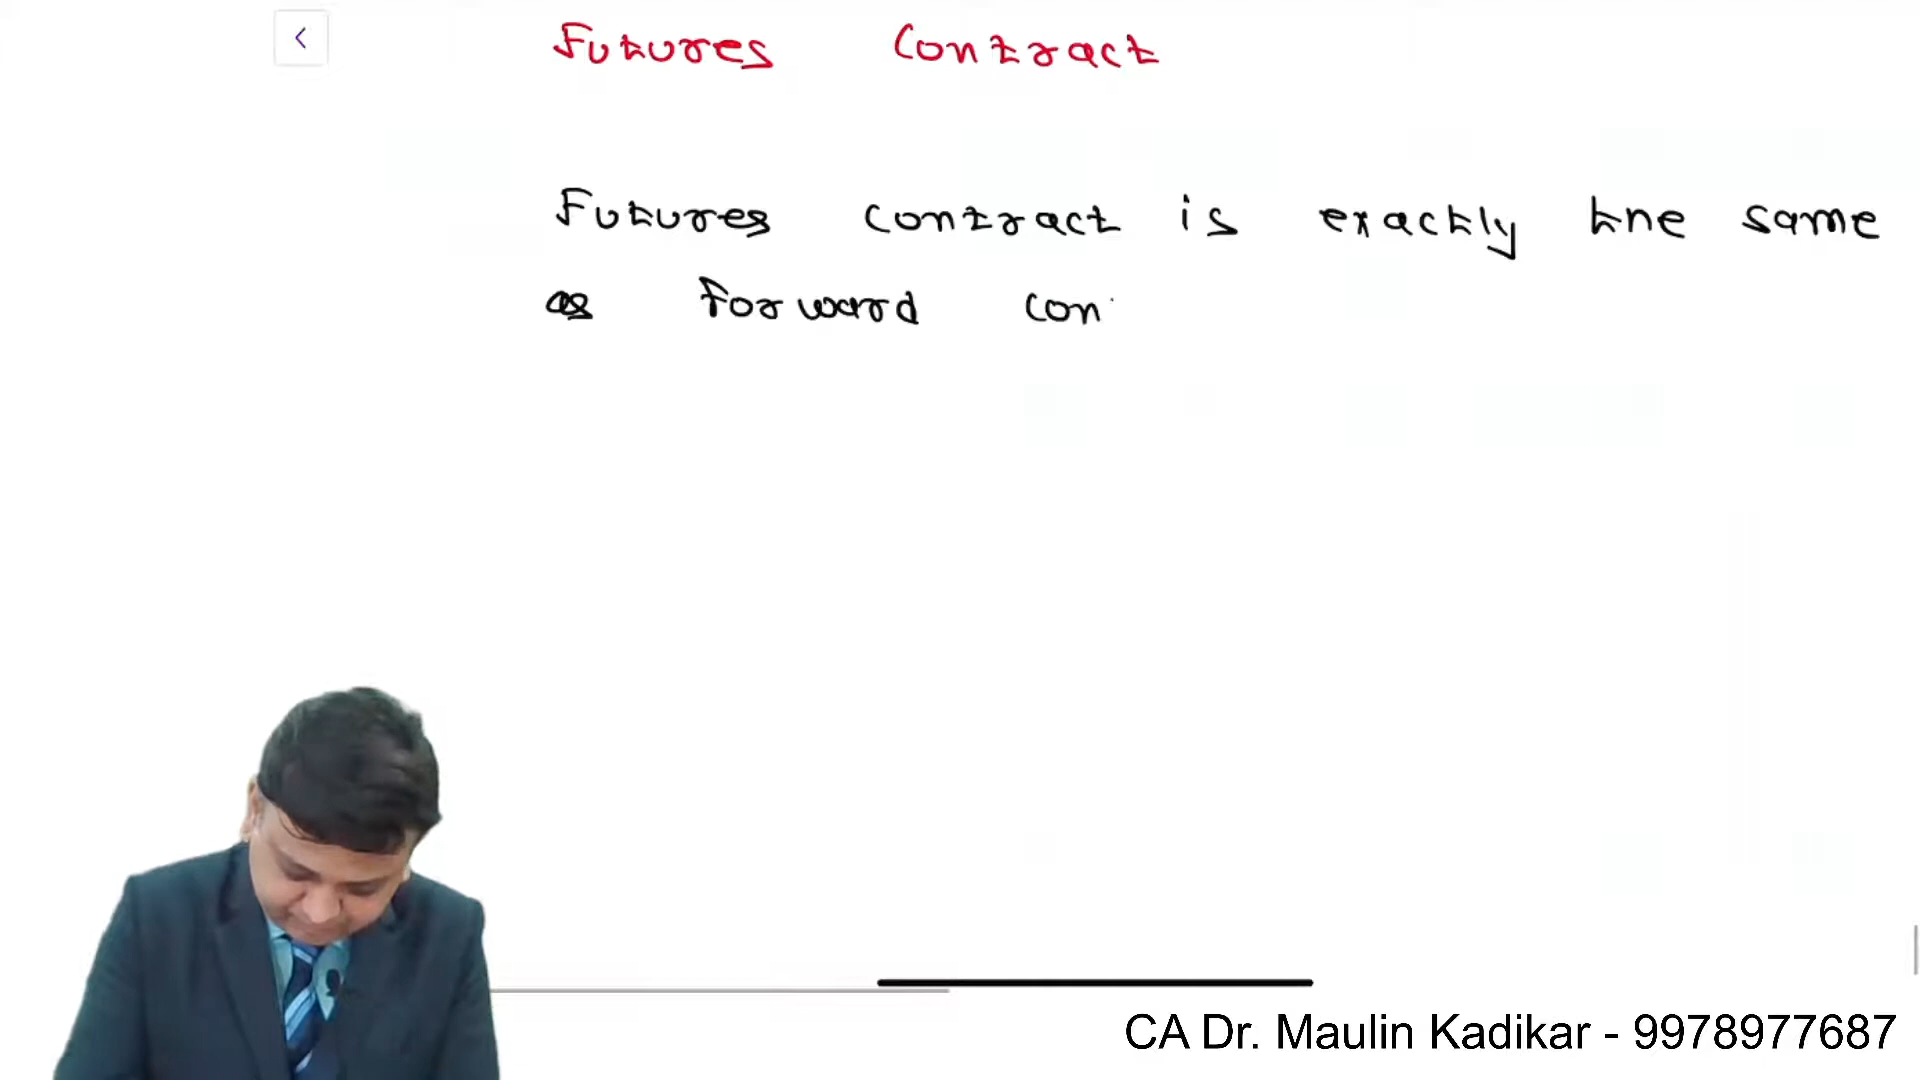 Futures Contract
Futures contract is exactly the same
as forward con
CA Dr. Maulin Kadikar - 9978977687